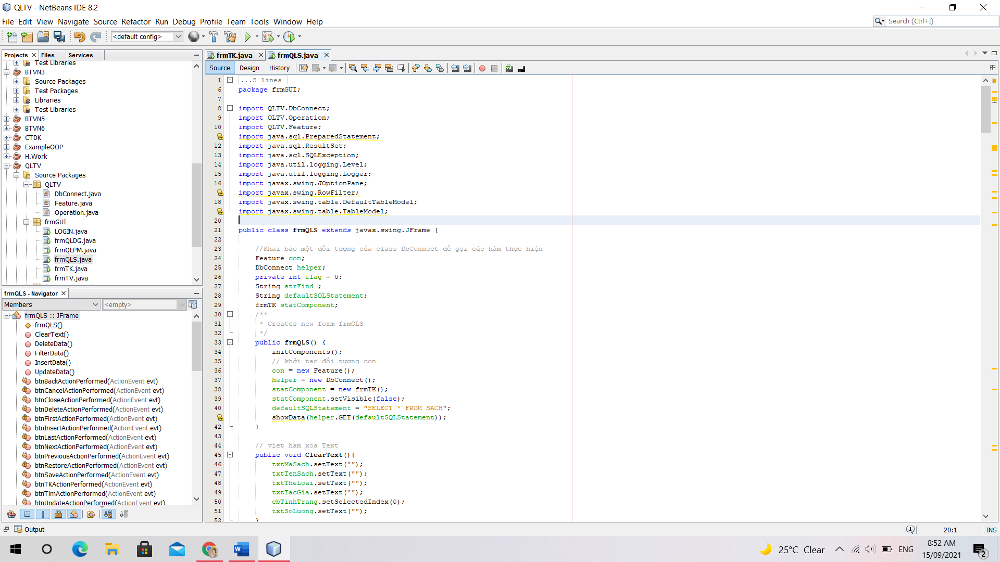 QLTV - NetBeans IDE 8.2
File Edit View Navigate Source Refactor Run Debug Profile Team Tools Window Help
Search (Ctrl+I)
<default config>
Projects Files Services
Test Libraries
BTVN3
Source Packages
Test Packages
Libraries
Test Libraries
BTVN5
BTVN6
CTDK
ExampleOOP
H.Work
QLTV
Source Packages
QLTV
DbConnect.java
Feature.java
Operation.java
frmGUI
LOGIN.java
frmQLDG.java
frmQLPM.java
frmQLS.java
frmTK.java
frmTV.java
frmQLS - Navigator
Members
<empty>
frmQLS :: JFrame
frmQLS()
ClearText()
DeleteData()
FilterData()
InsertData()
UpdateData()
btnBackActionPerformed(ActionEvent evt)
btnCancelActionPerformed(ActionEvent evt)
btnCloseActionPerformed(ActionEvent evt)
btnDeleteActionPerformed(ActionEvent evt)
btnFirstActionPerformed(ActionEvent evt)
btnInsertActionPerformed(ActionEvent evt)
btnLastActionPerformed(ActionEvent evt)
btnNextActionPerformed(ActionEvent evt)
btnPreviousActionPerformed(ActionEvent evt)
btnRestoreActionPerformed(ActionEvent evt)
btnSaveActionPerformed(ActionEvent evt)
btnTKActionPerformed(ActionEvent evt)
btnTimActionPerformed(ActionEvent evt)
btnUpdateActionPerformed(ActionEvent evt)
frmTK.java frmQLS.java
Source Design History
1 ...5 lines
6 package frmGUI;
7
8 import QLTV.DbConnect;
9 import QLTV.Operation;
10 import QLTV.Feature;
import java.sql.PreparedStatement;
12 import java.sql.ResultSet;
13 import java.sql.SQLException;
14 import java.util.logging.Level;
15 import java.util.logging.Logger;
16 import javax.swing.JOptionPane;
import javax.swing.RowFilter;
18 import javax.swing.table.DefaultTableModel;
import javax.swing.table.TableModel;
20
21 public class frmQLS extends javax.swing.JFrame {
22
23 //Khai báo một đối tượng của class DbConnect để gọi các hàm thực hiện
24 Feature con;
25 DbConnect helper;
26 private int flag = 0;
27 String strFind ;
28 String defaultSQLStatement;
29 frmTK statComponent;
30 /**
31 * Creates new form frmQLS
32 */
33 public frmQLS() {
34 initComponents();
35 // khởi tạo đối tượng con
36 con = new Feature();
37 helper = new DbConnect();
38 statComponent = new frmTK();
39 statComponent.setVisible(false);
40 defaultSQLStatement = "SELECT * FROM SACH";
showData(helper.GET(defaultSQLStatement));
42 }
43
44 // viet ham xoa Text
45 public void ClearText(){
46 txtMaSach.setText("");
47 txtTenSach.setText("");
48 txtTheLoai.setText("");
49 txtTacGia.setText("");
50 cbTinhTrang.setSelectedIndex(0);
51 txtSoLuong.setText("");
52 }
Output
20:1 INS
25°C Clear
ENG
8:52 AM
15/09/2021
2